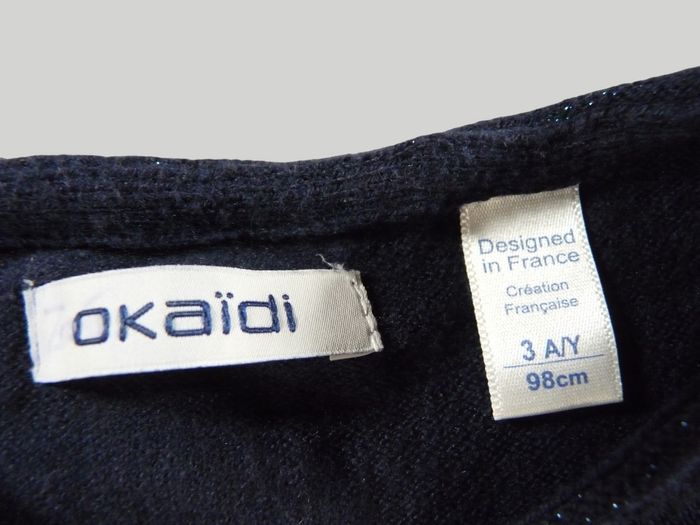 okaïdi
Designed
in France
Création
Française
3 A/Y
98cm